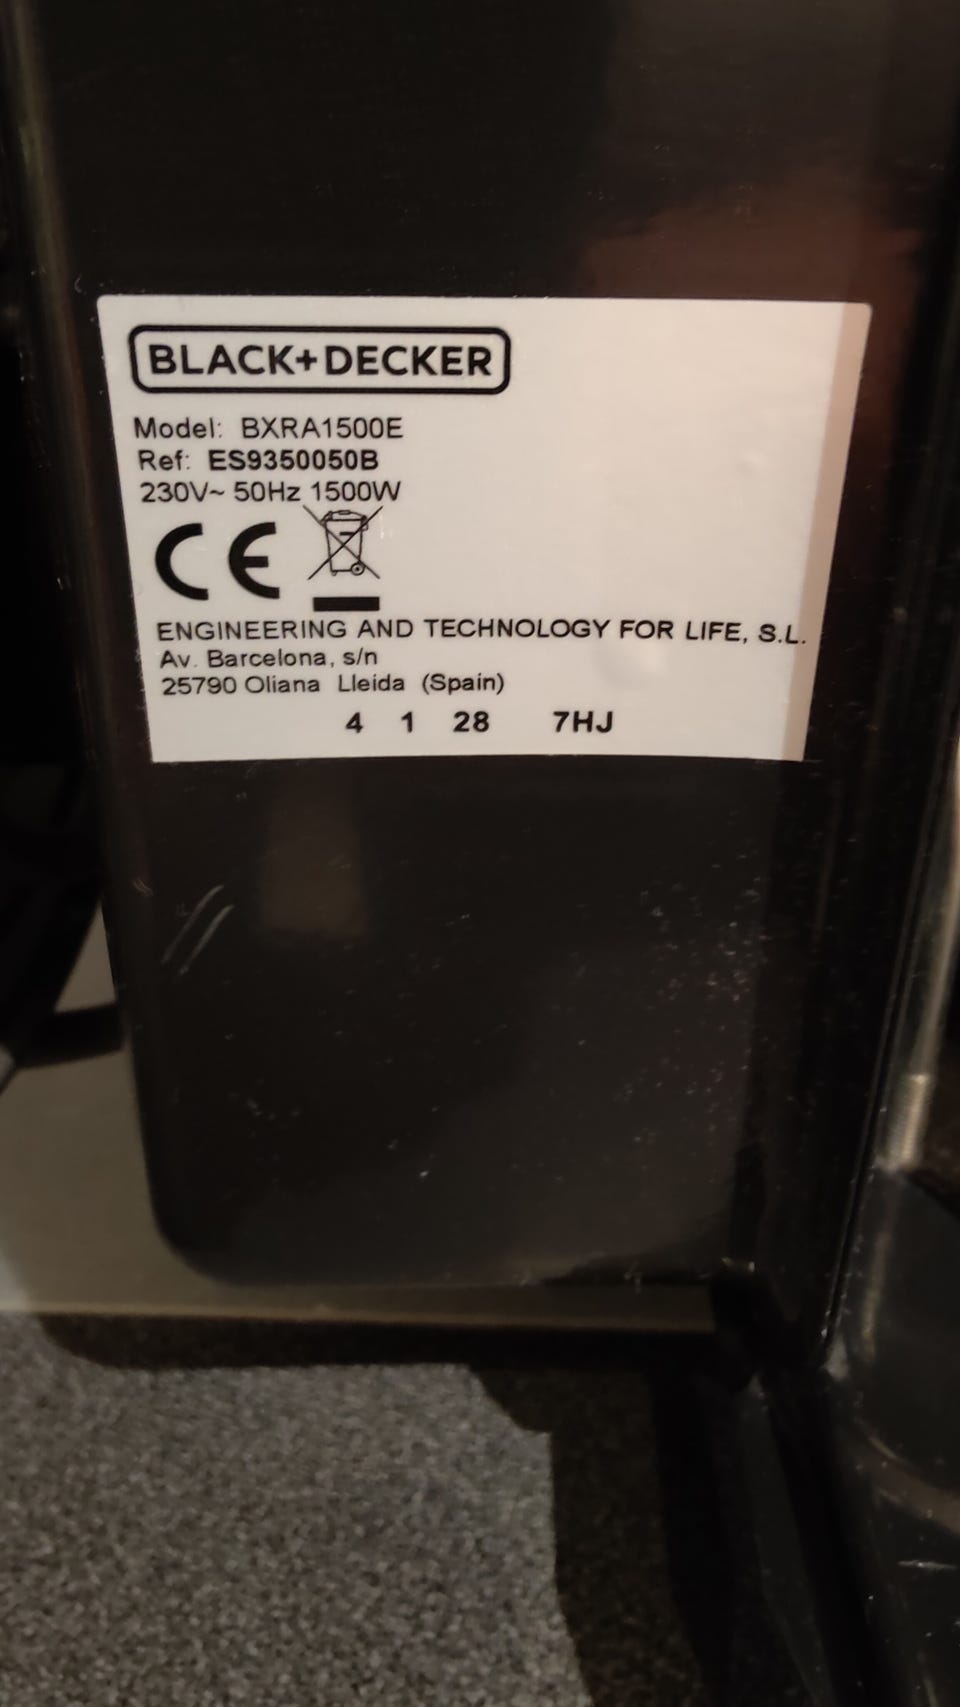 BLACK+DECKER
Model: BXRA1500E
Ref: ES9350050B
230V~ 50Hz 1500W
CE
ENGINEERING AND TECHNOLOGY FOR LIFE, S.L.
Av. Barcelona, s/n
25790 Oliana Lleida (Spain)
4 1 28 7HJ